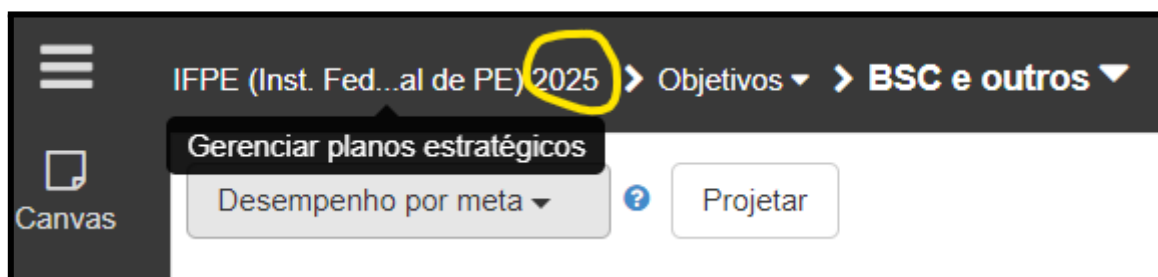 IFPE (Inst. Fed...al de PE) 2025 > Objetivos > BSC e outros
Gerenciar planos estratégicos
Desempenho por meta ? Projetar
Canvas